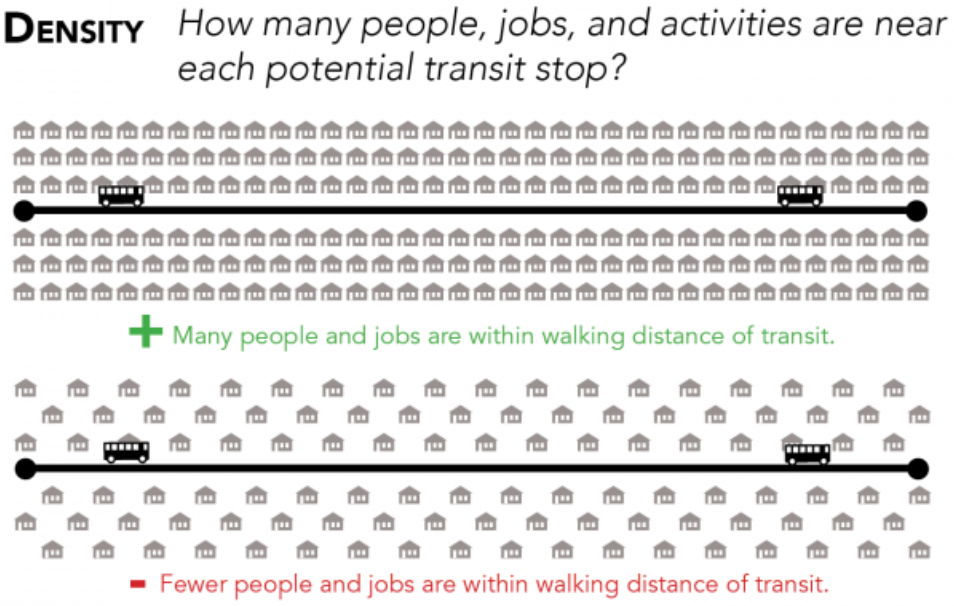 DENSITY How many people, jobs, and activities are near
each potential transit stop?
+ Many people and jobs are within walking distance of transit.
- Fewer people and jobs are within walking distance of transit.